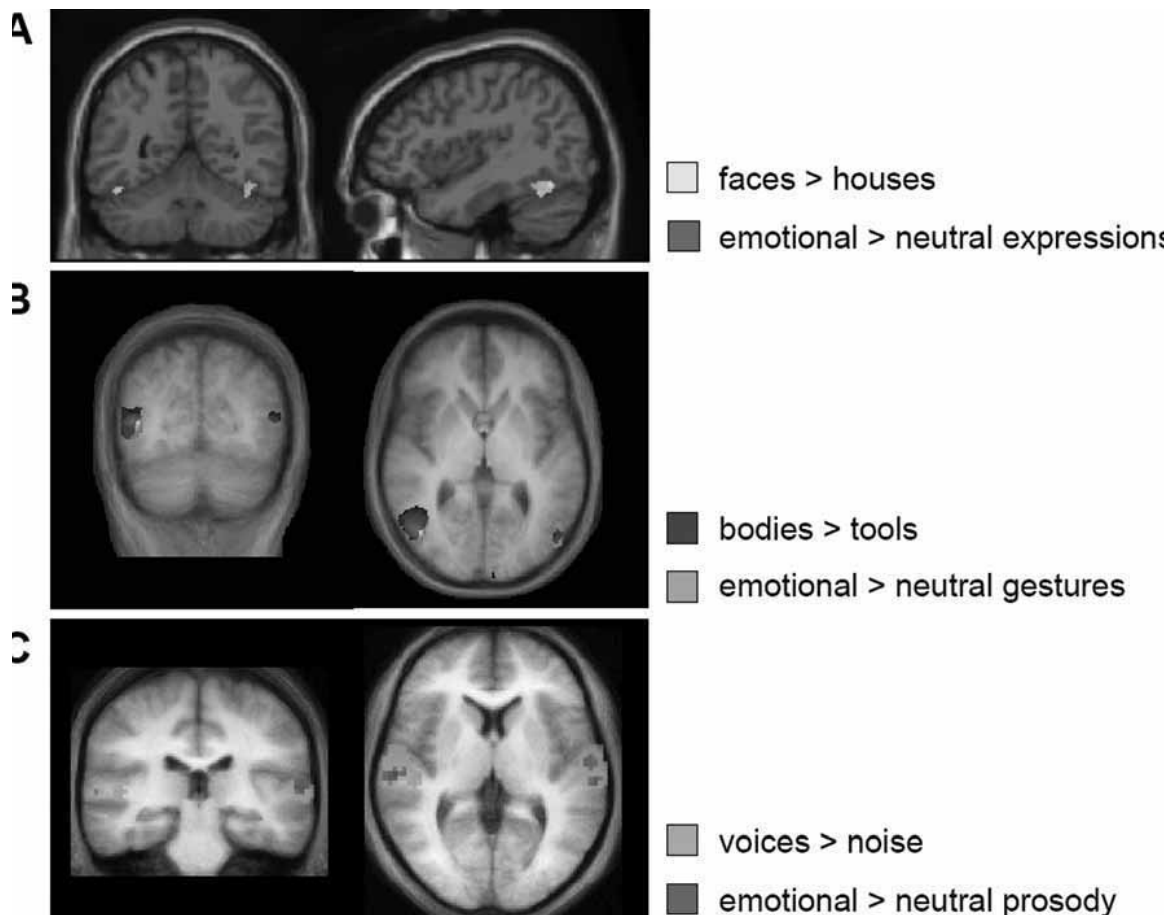 A
faces > houses
emotional > neutral expressions
B
bodies > tools
emotional > neutral gestures
C
voices > noise
emotional > neutral prosody